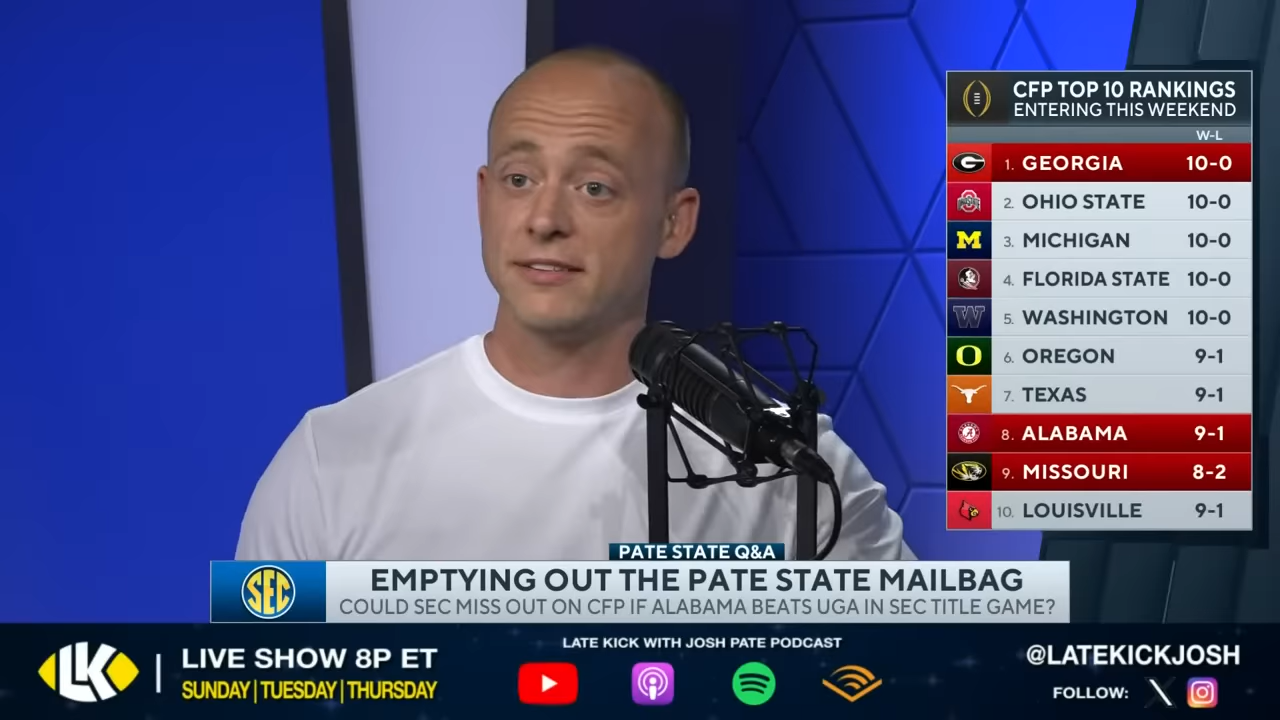 CFP TOP 10 RANKINGS
ENTERING THIS WEEKEND
W-L
1. GEORGIA 10-0
2. OHIO STATE 10-0
3. MICHIGAN 10-0
4. FLORIDA STATE 10-0
5. WASHINGTON 10-0
6. OREGON 9-1
7. TEXAS 9-1
8. ALABAMA 9-1
9. MISSOURI 8-2
10. LOUISVILLE 9-1
PATE STATE Q&A
SEC
EMPTYING OUT THE PATE STATE MAILBAG
COULD SEC MISS OUT ON CFP IF ALABAMA BEATS UGA IN SEC TITLE GAME?
LATE KICK WITH JOSH PATE PODCAST
LK
LIVE SHOW 8P ET
SUNDAY|TUESDAY|THURSDAY
@LATEKICKJOSH
FOLLOW: